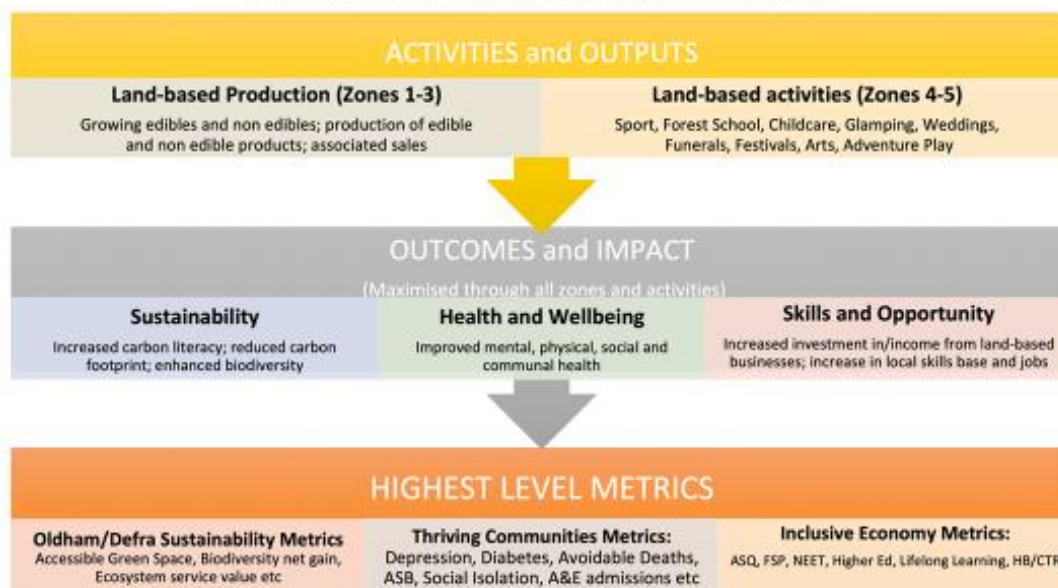 ACTIVITIES and OUTPUTS
Land-based Production (Zones 1-3)
Growing edibles and non edibles; production of edible
and non edible products; associated sales
Land-based activities (Zones 4-5)
Sport, Forest School, Childcare, Glamping, Weddings,
Funerals, Festivals, Arts, Adventure Play
OUTCOMES and IMPACT
(Maximised through all zones and activities)
Sustainability
Increased carbon literacy; reduced carbon
footprint; enhanced biodiversity
Health and Wellbeing
Improved mental, physical, social and
communal health
Skills and Opportunity
Increased investment in/income from land-based
businesses; increase in local skills base and jobs
HIGHEST LEVEL METRICS
Oldham/Defra Sustainability Metrics
Accessible Green Space, Biodiversity net gain,
Ecosystem service value etc
Thriving Communities Metrics:
Depression, Diabetes, Avoidable Deaths,
ASB, Social Isolation, A&E admissions etc
Inclusive Economy Metrics:
ASQ, FSP, NEET, Higher Ed, Lifelong Learning, HB/CTR